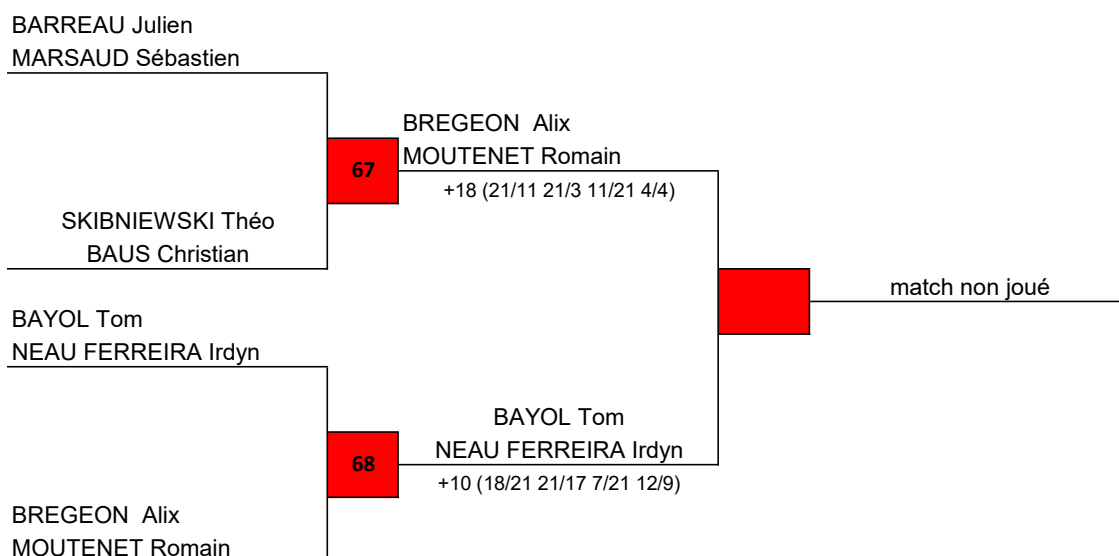 BARREAU Julien
MARSAUD Sébastien
BREGEON  Alix
MOUTENET Romain
67
+18 (21/11 21/3 11/21 4/4)
SKIBNIEWSKI Théo
BAUS Christian
match non joué
BAYOL Tom
NEAU FERREIRA Irdyn
BAYOL Tom
NEAU FERREIRA Irdyn
68
+10 (18/21 21/17 7/21 12/9)
BREGEON  Alix
MOUTENET Romain